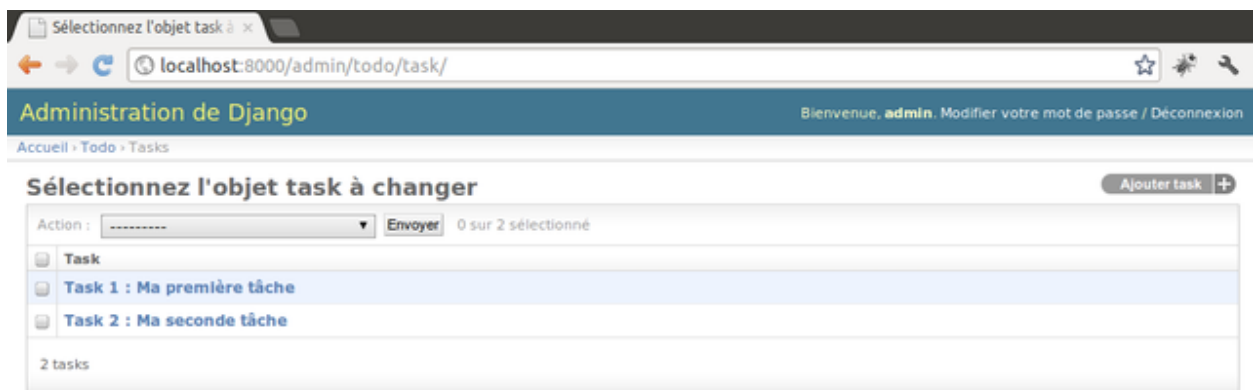 Sélectionnez l'objet task à
localhost:8000/admin/todo/task/
Administration de Django
Bienvenue, admin. Modifier votre mot de passe / Déconnexion
Accueil › Todo › Tasks
Sélectionnez l'objet task à changer
Ajouter task
Action : --------- Envoyer 0 sur 2 sélectionné
Task
Task 1 : Ma première tâche
Task 2 : Ma seconde tâche
2 tasks